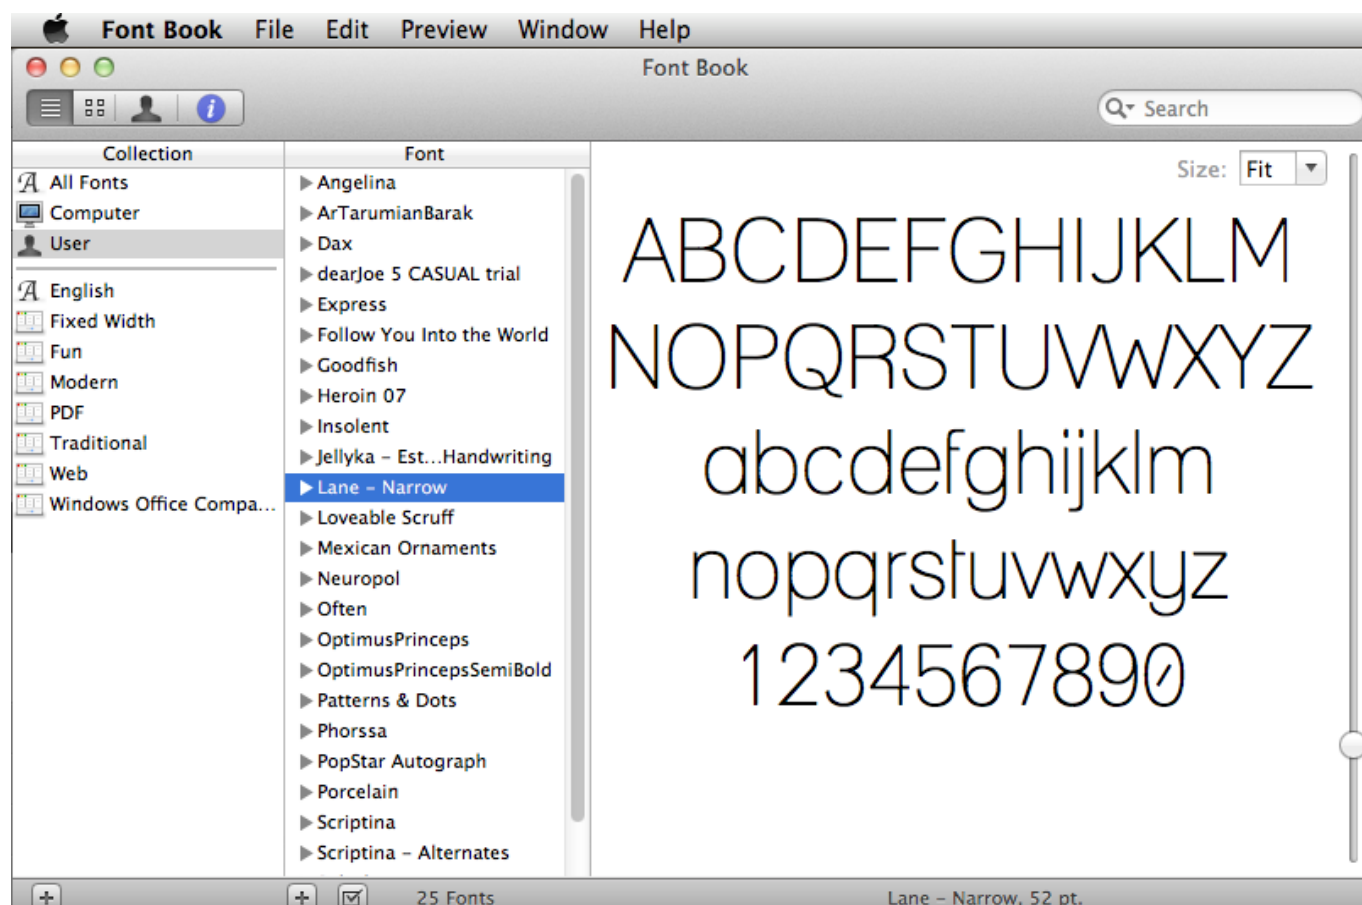 Font Book File Edit Preview Window Help
Font Book
Search
Collection
All Fonts
Computer
User
English
Fixed Width
Fun
Modern
PDF
Traditional
Web
Windows Office Compa...
Font
Angelina
ArTarumianBarak
Dax
dearJoe 5 CASUAL trial
Express
Follow You Into the World
Goodfish
Heroin 07
Insolent
Jellyka – Est...Handwriting
Lane – Narrow
Loveable Scruff
Mexican Ornaments
Neuropol
Often
OptimusPrinceps
OptimusPrincepsSemiBold
Patterns & Dots
Phorssa
PopStar Autograph
Porcelain
Scriptina
Scriptina – Alternates
Size: Fit
ABCDEFGHIJKLM
NOPQRSTUVWXYZ
abcdefghijklm
nopqrstuvwxyz
1234567890
25 Fonts
Lane – Narrow, 52 pt.